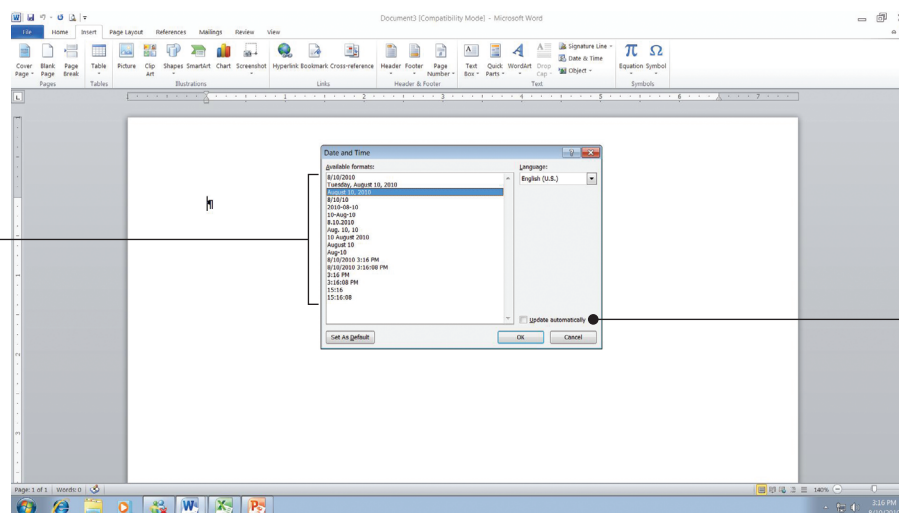 Document3 [Compatibility Mode] - Microsoft Word
File Home Insert Page Layout References Mailings Review View
Cover Page Blank Page Page Break Table Picture Clip Art Shapes SmartArt Chart Screenshot Hyperlink Bookmark Cross-reference Header Footer Page Number Text Box Quick Parts WordArt Drop Cap Signature Line Date & Time Object Equation Symbol
Pages Tables Illustrations Links Header & Footer Text Symbols
1 2 3 4 5 6 7
Date and Time
Available formats:
8/10/2010
Tuesday, August 10, 2010
August 10, 2010
8/10/10
2010-08-10
10-Aug-10
8.10.2010
Aug. 10, 10
10 August 2010
August 10
Aug-10
8/10/2010 3:16 PM
8/10/2010 3:16:08 PM
3:16 PM
3:16:08 PM
15:16
15:16:08
Language:
English (U.S.)
Update automatically
Set As Default
OK Cancel
Page: 1 of 1 Words: 0
140%
3:16 PM